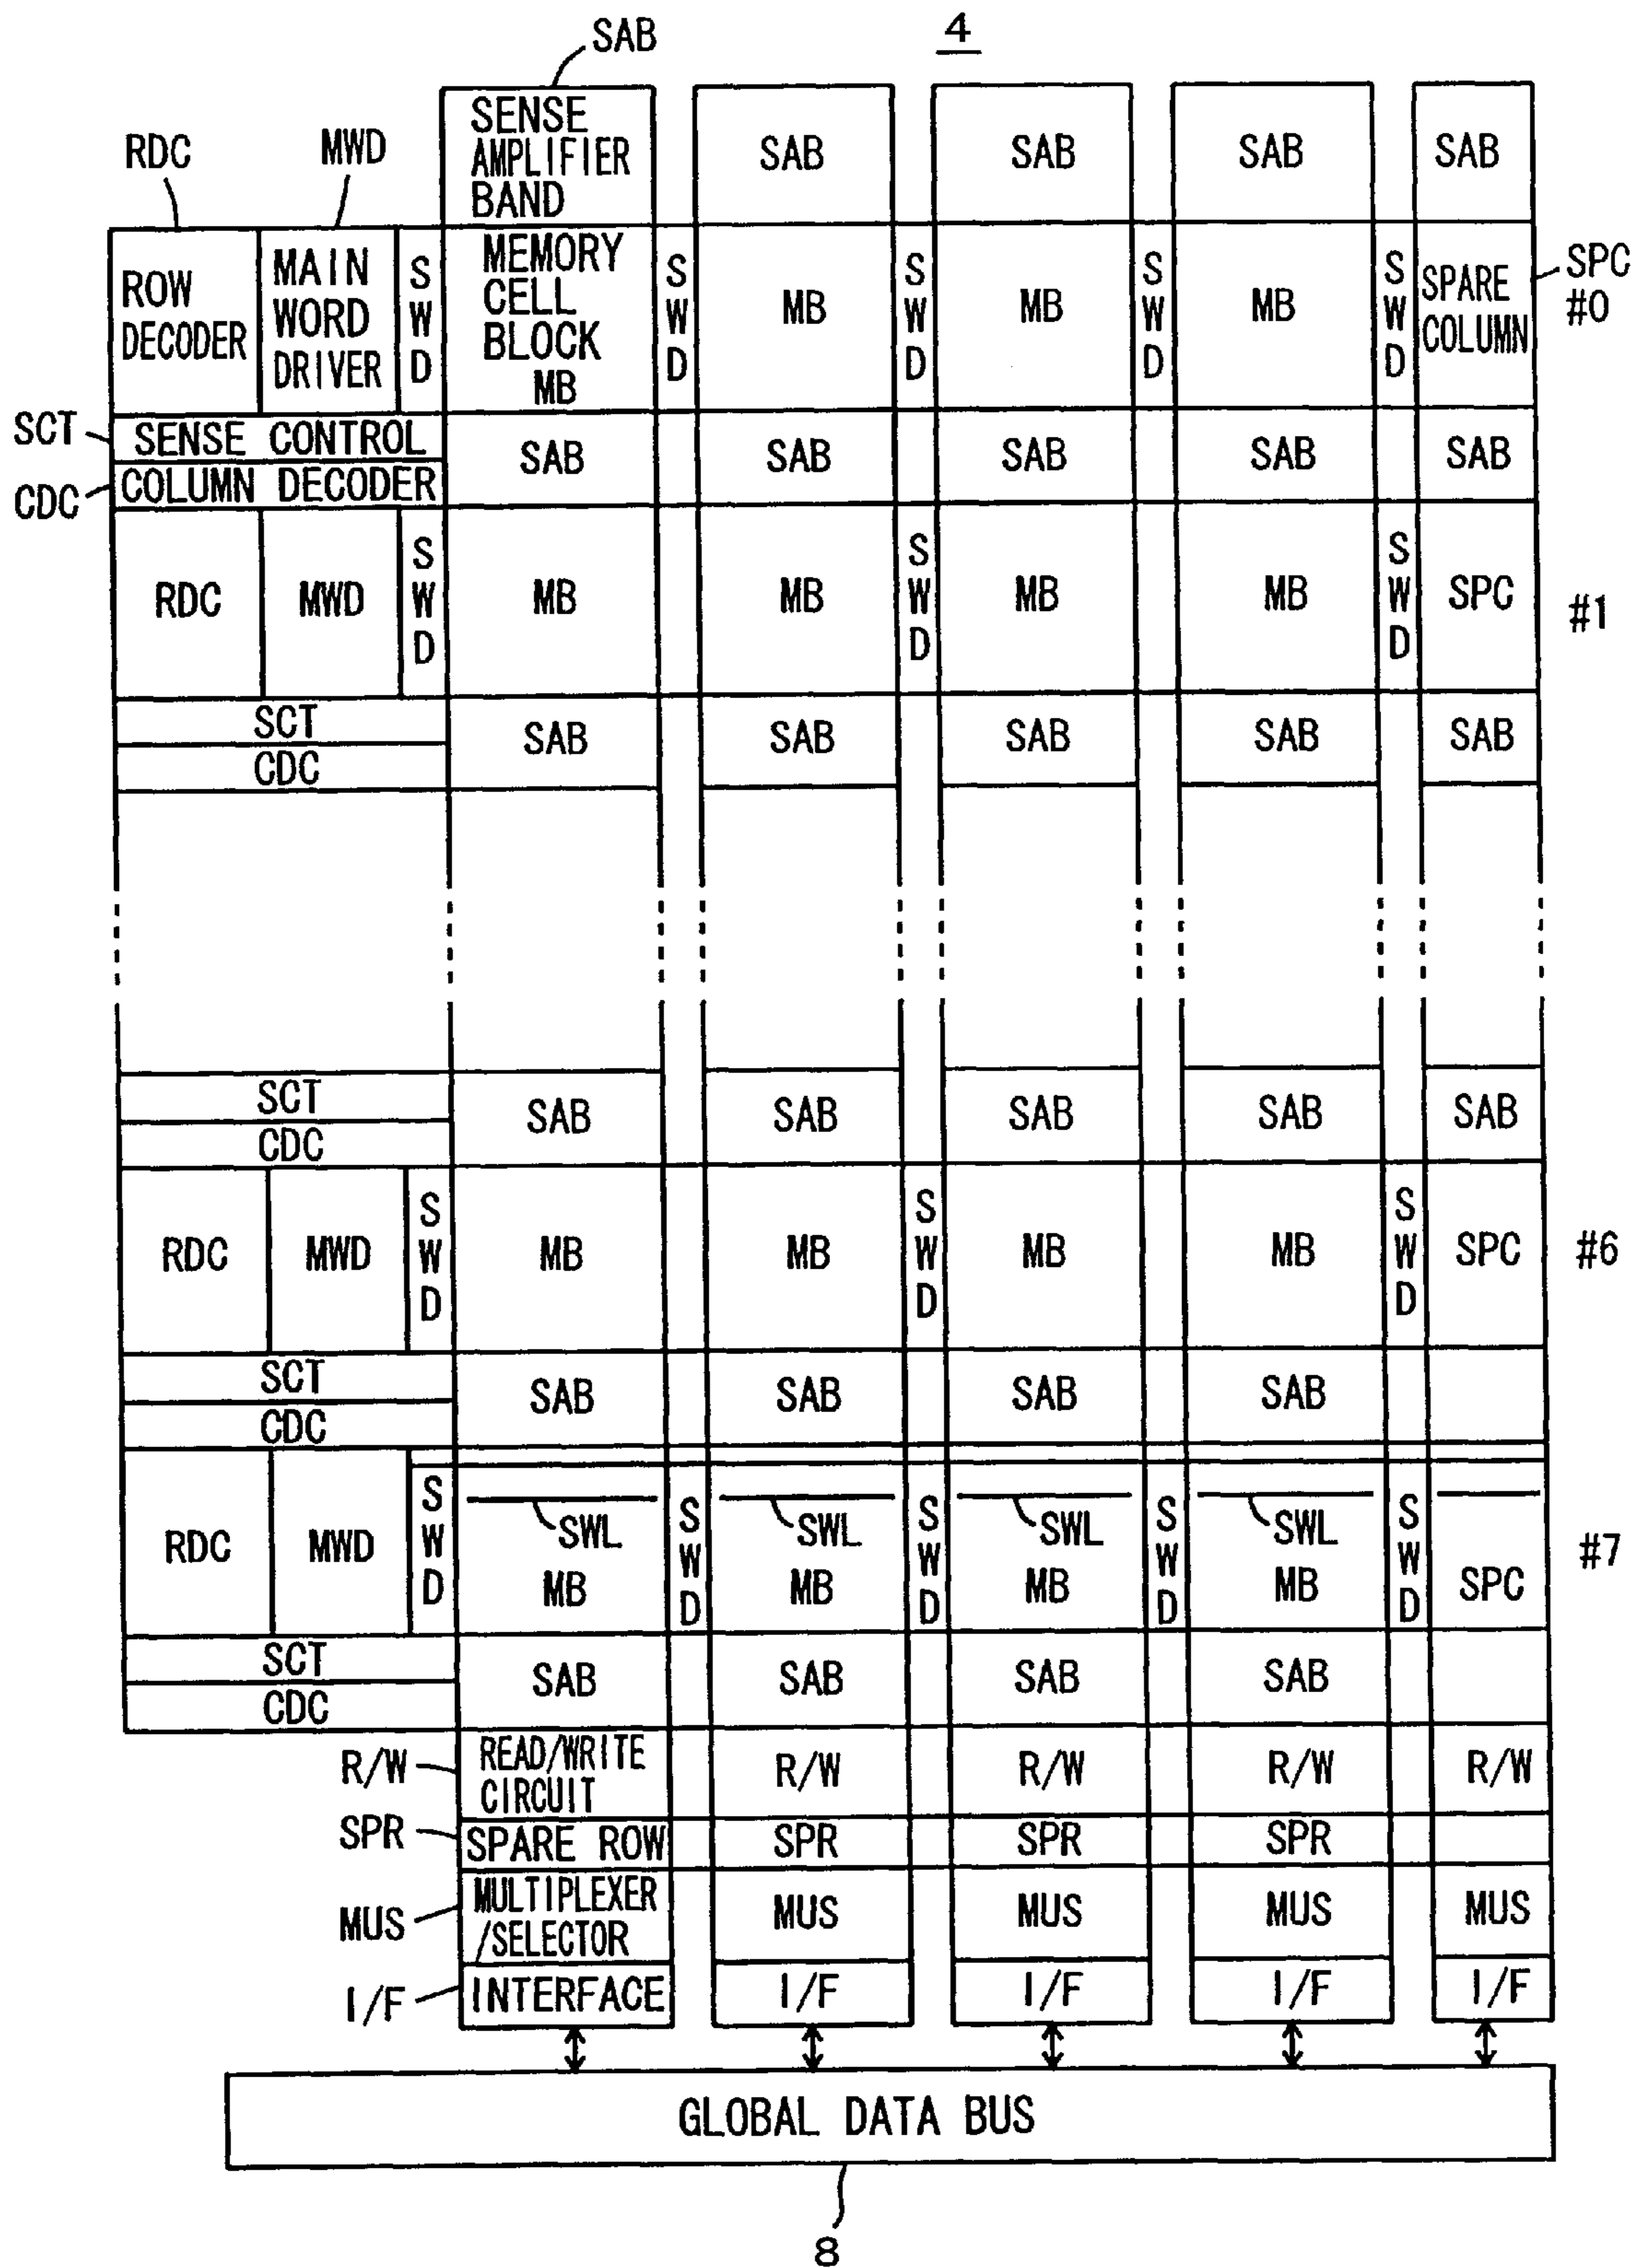 4
SAB
SENSE AMPLIFIER BAND
SAB
SAB
SAB
SAB
RDC
MWD
ROW DECODER
MAIN WORD DRIVER
SWD
MEMORY CELL BLOCK MB
SWD
MB
SWD
MB
SWD
MB
SWD
SPARE COLUMN
SPC
#0
SCT
SENSE CONTROL
CDC
COLUMN DECODER
SAB
SAB
SAB
SAB
SAB
RDC
MWD
SWD
MB
MB
SWD
MB
MB
SWD
SPC
#1
SCT
CDC
SAB
SAB
SAB
SAB
SAB
SCT
CDC
SAB
SAB
SAB
SAB
SAB
RDC
MWD
SWD
MB
MB
SWD
MB
MB
SWD
SPC
#6
SCT
CDC
SAB
SAB
SAB
SAB
RDC
MWD
SWD
SWL
MB
SWD
SWL
MB
SWD
SWL
MB
SWD
SWL
MB
SWD
SPC
#7
SCT
CDC
SAB
SAB
SAB
SAB
R/W
READ/WRITE CIRCUIT
R/W
R/W
R/W
R/W
SPR
SPARE ROW
SPR
SPR
SPR
MUS
MULTIPLEXER /SELECTOR
MUS
MUS
MUS
MUS
I/F
INTERFACE
I/F
I/F
I/F
I/F
GLOBAL DATA BUS
8